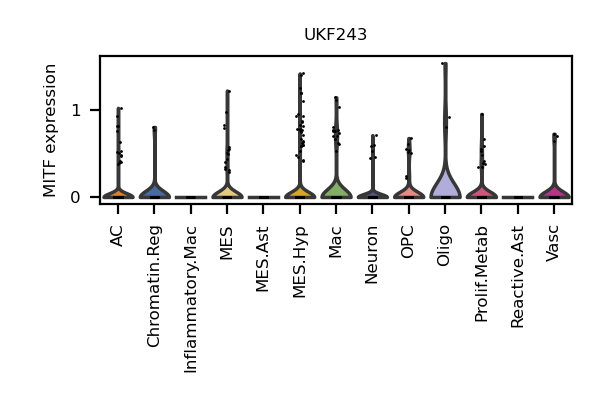 UKF243
MITF expression
1
0
AC
Chromatin.Reg
Inflammatory.Mac
MES
MES.Ast
MES.Hyp
Mac
Neuron
OPC
Oligo
Prolif.Metab
Reactive.Ast
Vasc